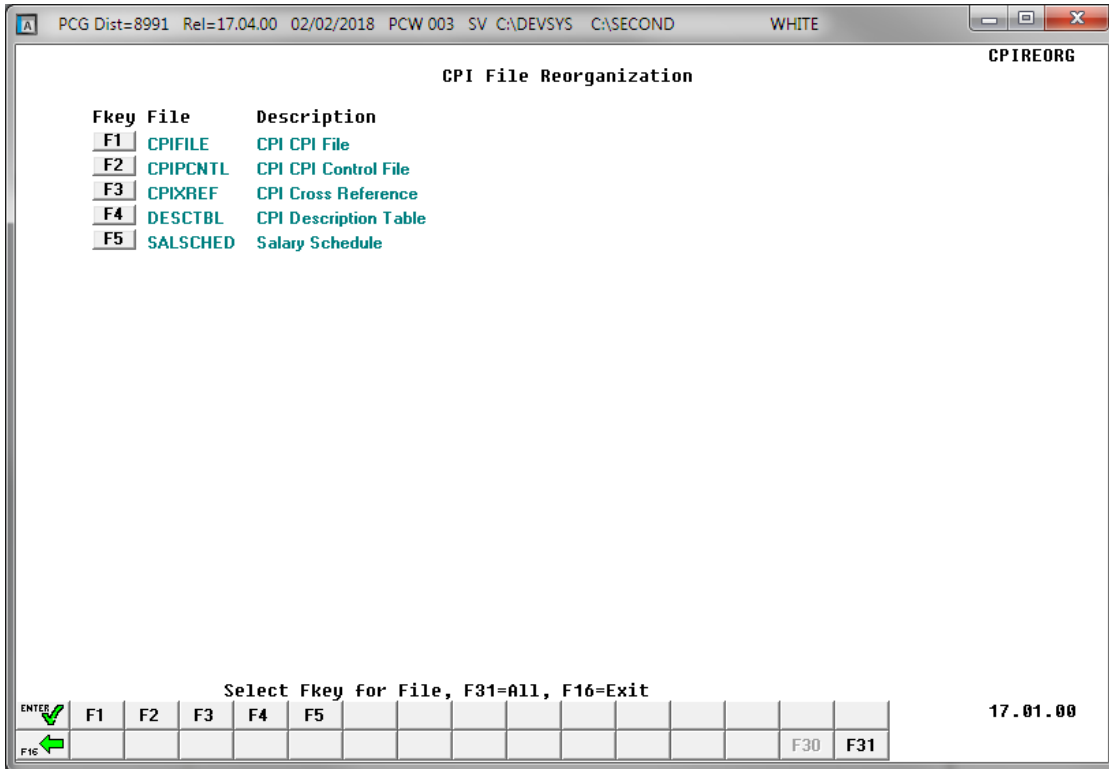 A PCG Dist=8991 Rel=17.04.00 02/02/2018 PCW 003 SV C:\DEVSYS C:\SECOND WHITE
CPIREORG
CPI File Reorganization
Fkey File Description
F1 CPIFILE CPI CPI File
F2 CPIPCNTL CPI CPI Control File
F3 CPIXREF CPI Cross Reference
F4 DESCTBL CPI Description Table
F5 SALSCHED Salary Schedule
Select Fkey for File, F31=All, F16=Exit
ENTER F1 F2 F3 F4 F5 17.01.00
F16 F30 F31